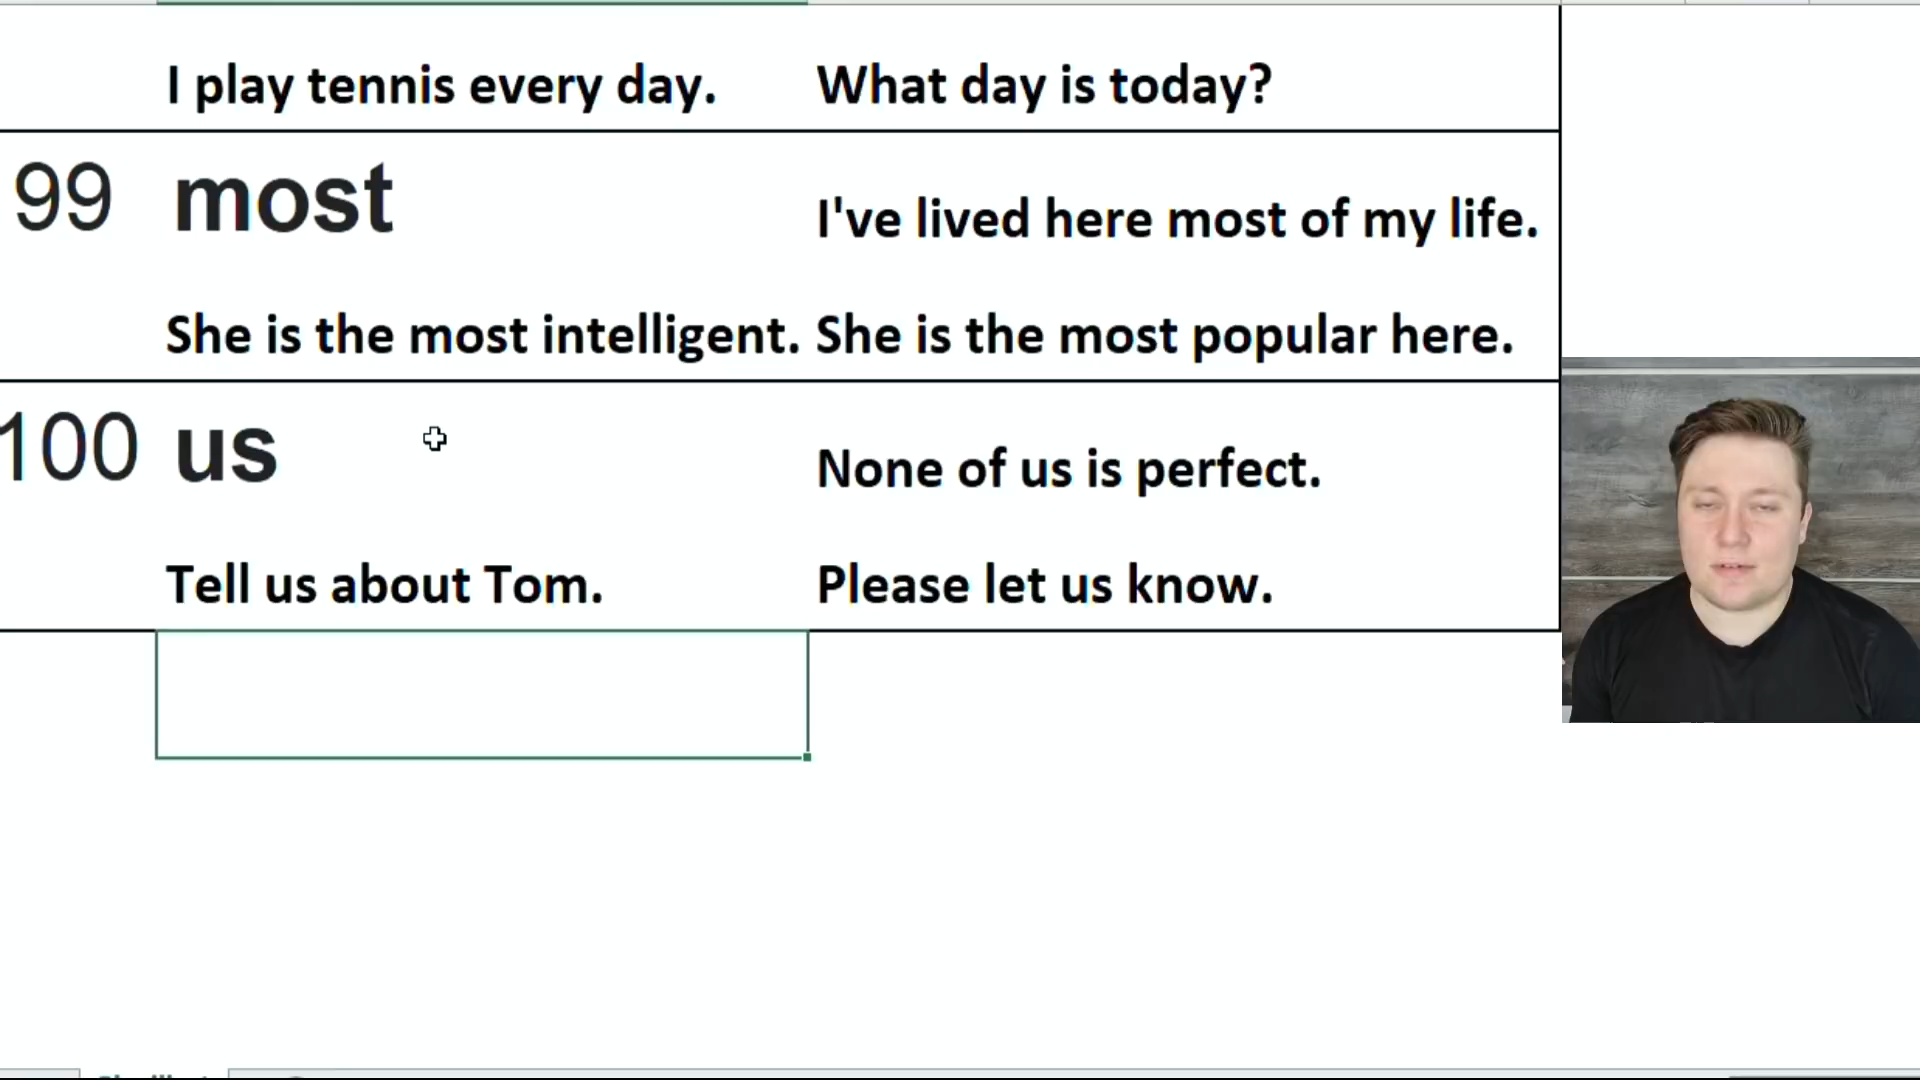 I play tennis every day. What day is today?
99 most I've lived here most of my life.
She is the most intelligent. She is the most popular here.
100 us None of us is perfect.
Tell us about Tom. Please let us know.